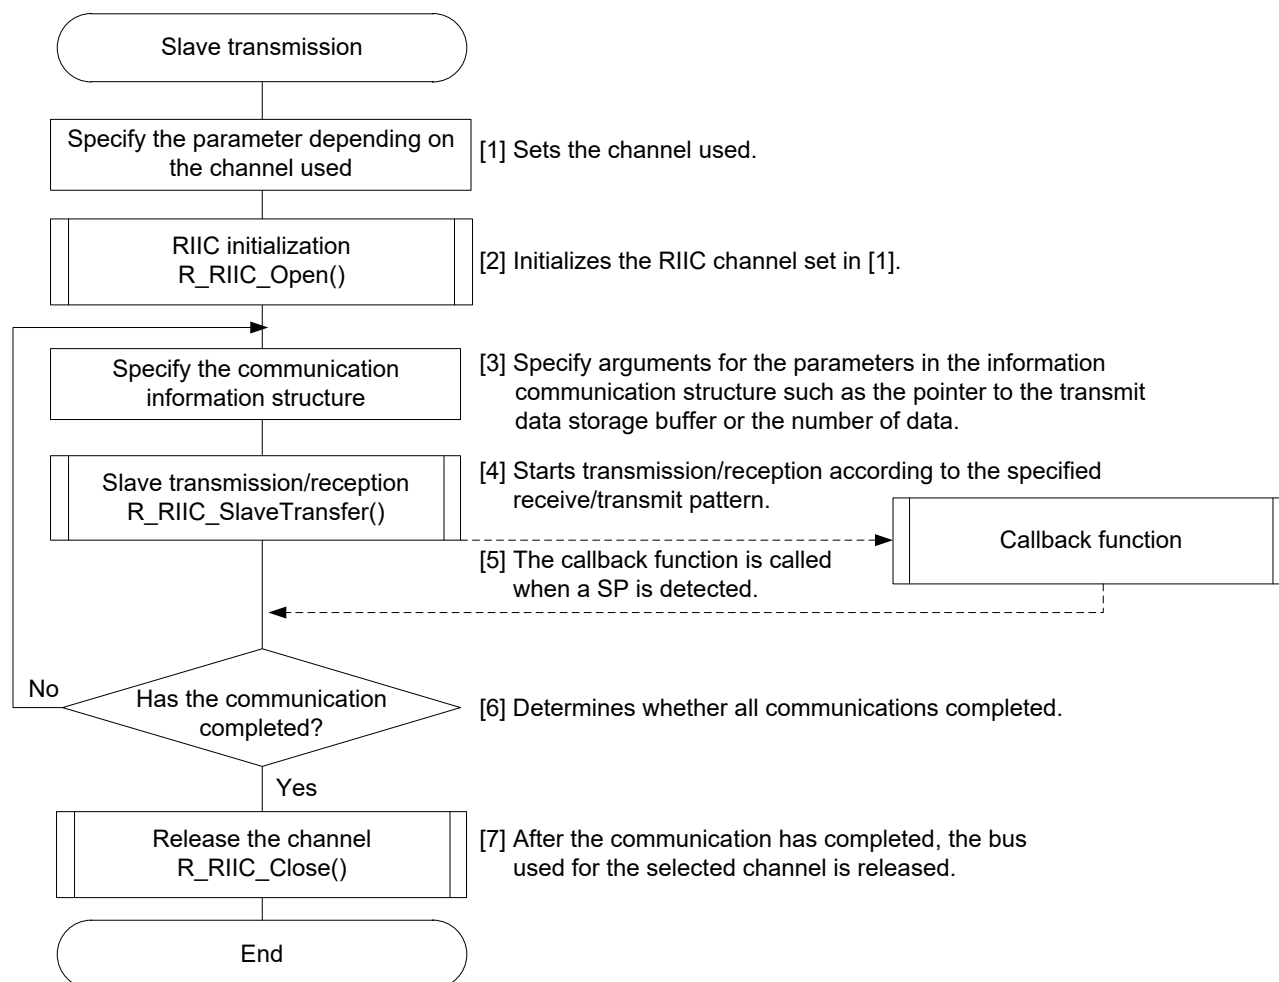 Slave transmission
Specify the parameter depending on
the channel used
[1] Sets the channel used.
RIIC initialization
R_RIIC_Open()
[2] Initializes the RIIC channel set in [1].
Specify the communication
information structure
[3] Specify arguments for the parameters in the information
communication structure such as the pointer to the transmit
data storage buffer or the number of data.
Slave transmission/reception
R_RIIC_SlaveTransfer()
[4] Starts transmission/reception according to the specified
receive/transmit pattern.
Callback function
[5] The callback function is called
when a SP is detected.
No
Has the communication
completed?
[6] Determines whether all communications completed.
Yes
Release the channel
R_RIIC_Close()
[7] After the communication has completed, the bus
used for the selected channel is released.
End